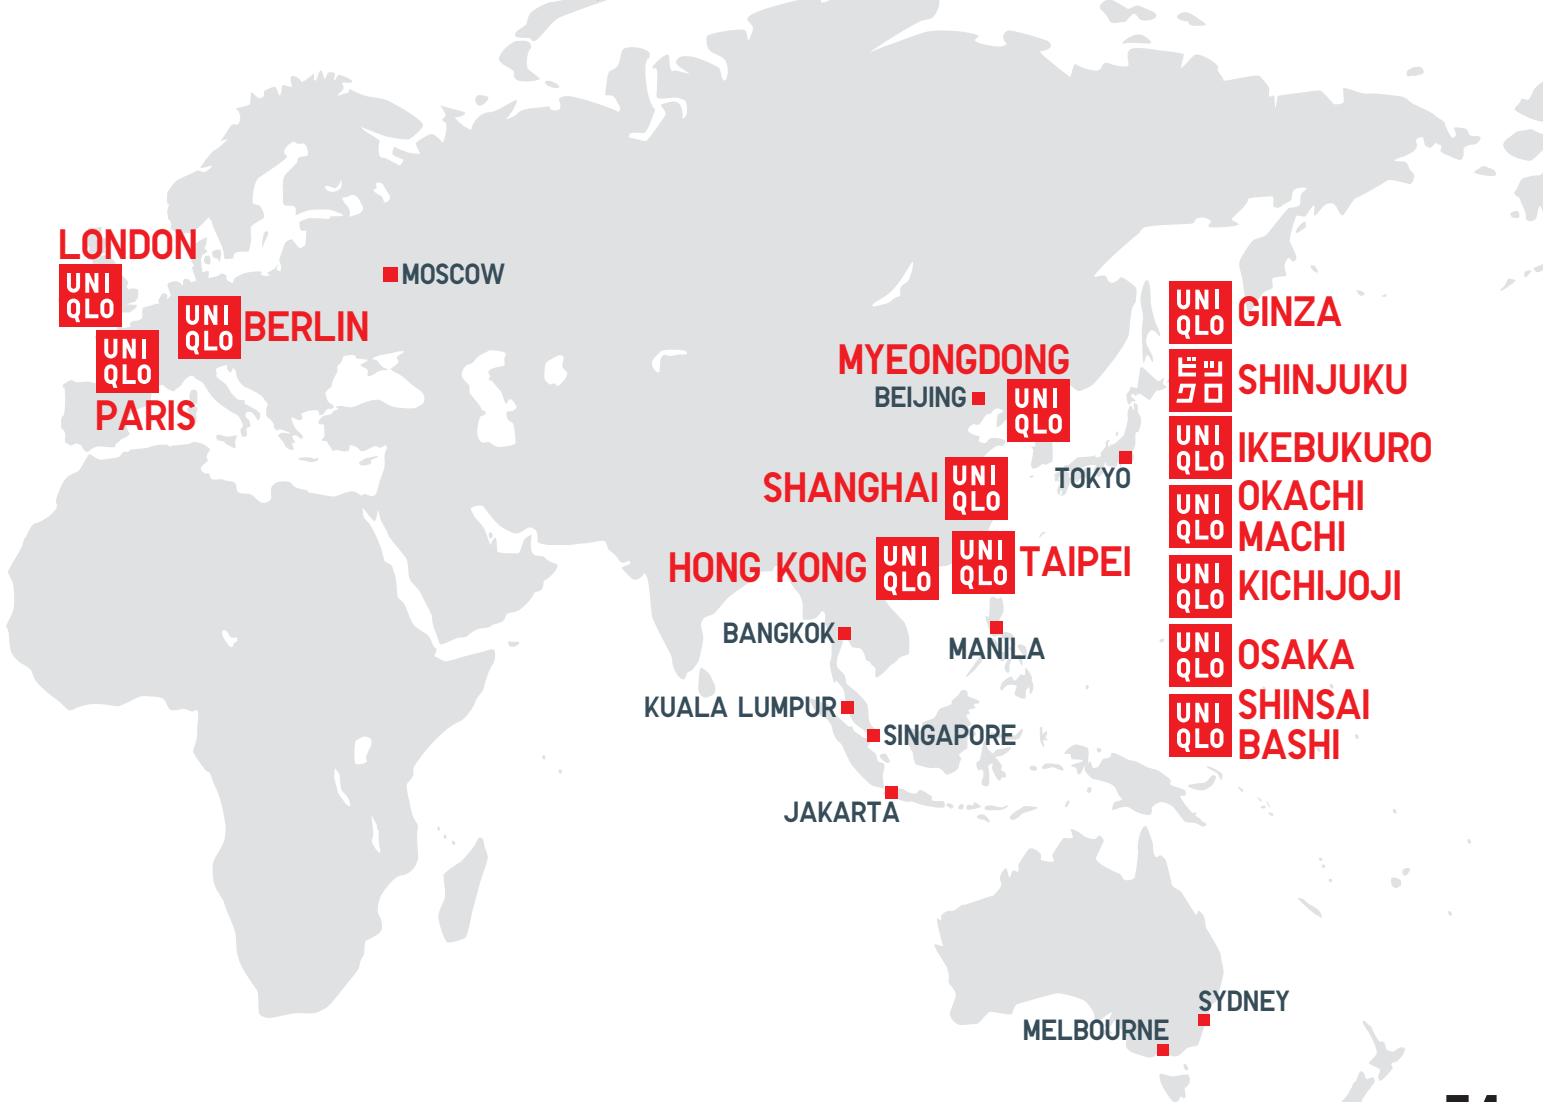 LONDON
UNI
QLO
MOSCOW
UNI
QLO
BERLIN
UNI
QLO
PARIS
MYEONGDONG
BEIJING
UNI
QLO
TOKYO
SHANGHAI
UNI
QLO
HONG KONG
UNI
QLO
UNI
QLO
TAIPEI
BANGKOK
MANILA
KUALA LUMPUR
SINGAPORE
JAKARTA
UNI
QLO
GINZA
ビッ
クロ
SHINJUKU
UNI
QLO
IKEBUKURO
UNI
QLO
OKACHI
MACHI
UNI
QLO
KICHIJOJI
UNI
QLO
OSAKA
UNI
QLO
SHINSAI
BASHI
SYDNEY
MELBOURNE